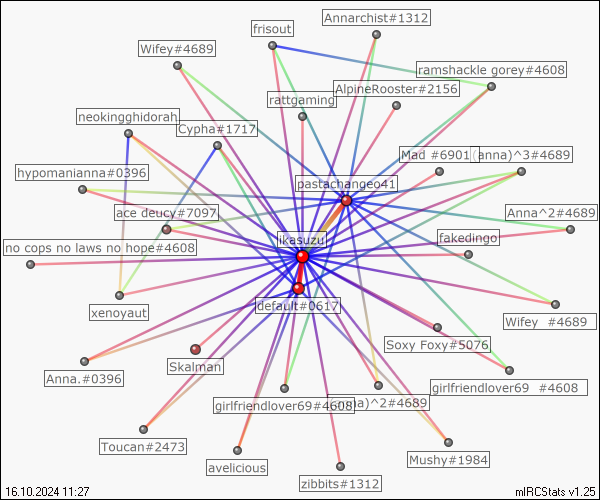 Annarchist#1312
frisout
Wifey#4689
ramshackle gorey#4608
AlpineRooster#2156
rattgaming
neokingghidorah
Cypha#1717
Mad #6901
(anna)^3#4689
hypomanianna#0396
pastachangeo41
ace deucy#7097
Anna^2#4689
ikasuzu
fakedingo
no cops no laws no hope#4608
default#0617
xenoyaut
Wifey #4689
Soxy Foxy#5076
Skalman
Anna.#0396
girlfriendlover69 #4608
girlfriendlover69#4608
)^2#4689
Toucan#2473
Mushy#1984
avelicious
zibbits#1312
16.10.2024 11:27
mIRCStats v1.25